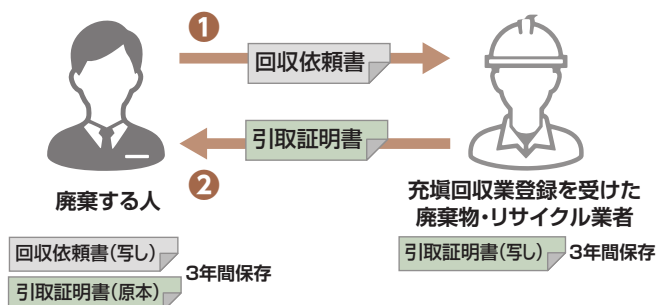 ❶
回収依頼書
引取証明書
❷
廃棄する人
充塡回収業登録を受けた
廃棄物・リサイクル業者
回収依頼書(写し)
引取証明書(原本)
3年間保存
引取証明書(写し)
3年間保存